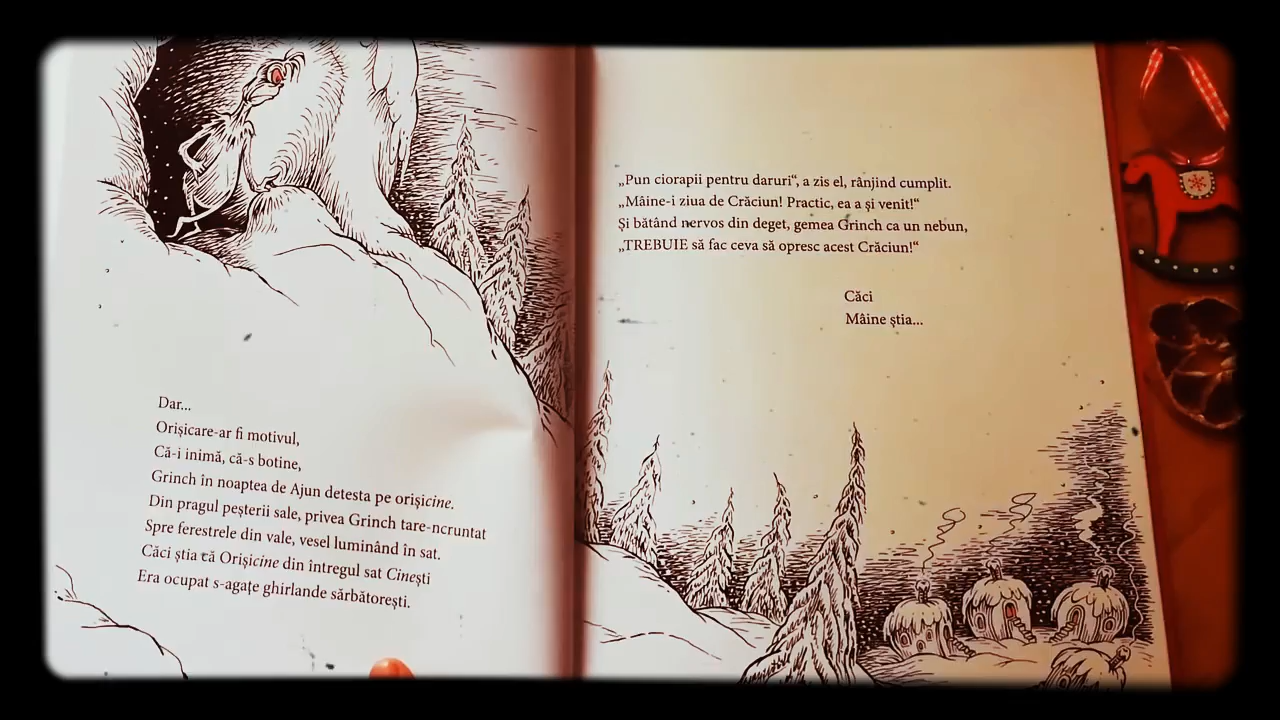 Dar...
Orișicare-ar fi motivul,
Că-i inimă, că-s botine,
Grinch în noaptea de Ajun detesta pe orișicine.
Din pragul peșterii sale, privea Grinch tare-ncruntat
Spre ferestrele din vale, vesel luminând în sat.
Căci știa că Orișicine din întregul sat Cinești
Era ocupat s-agațe ghirlande sărbătorești.
„Pun ciorapii pentru daruri“, a zis el, rânjind cumplit.
„Mâine-i ziua de Crăciun! Practic, ea a și venit!“
Și bătând nervos din deget, gemea Grinch ca un nebun,
„TREBUIE să fac ceva să opresc acest Crăciun!“
Căci
Mâine știa...